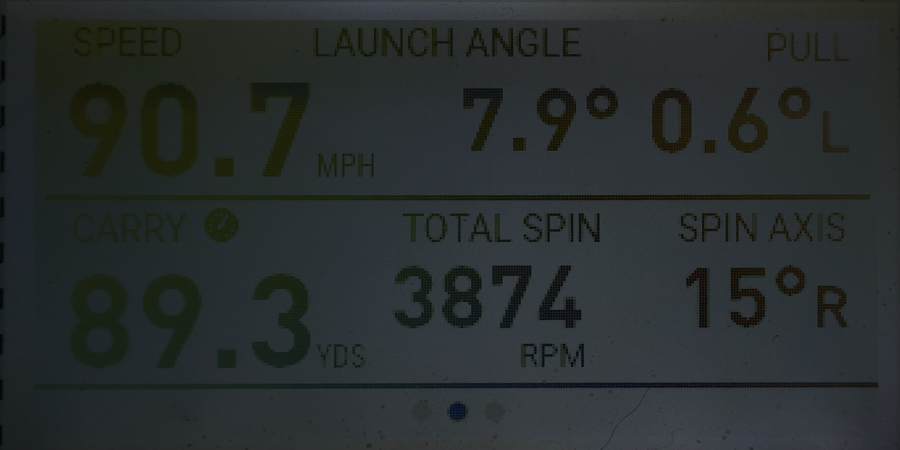 SPEED LAUNCH ANGLE PULL
90.7 MPH 7.9° 0.6° L
CARRY TOTAL SPIN SPIN AXIS
89.3 YDS 3874 RPM 15° R